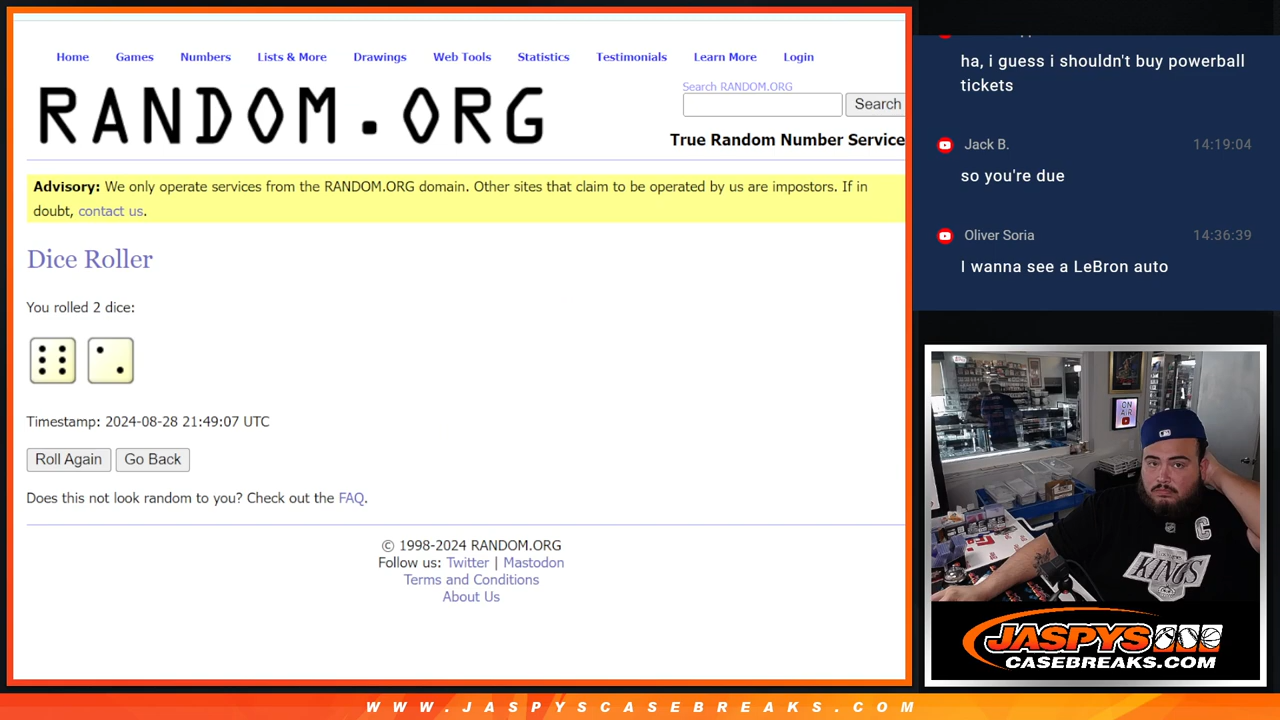 Home Games Numbers Lists & More Drawings Web Tools Statistics Testimonials Learn More Login
RANDOM.ORG
Search RANDOM.ORG
Search
True Random Number Service
Advisory: We only operate services from the RANDOM.ORG domain. Other sites that claim to be operated by us are impostors. If in
doubt, contact us.
Dice Roller
You rolled 2 dice:
Timestamp: 2024-08-28 21:49:07 UTC
Roll Again Go Back
Does this not look random to you? Check out the FAQ.
© 1998-2024 RANDOM.ORG
Follow us: Twitter | Mastodon
Terms and Conditions
About Us
ha, i guess i shouldn't buy powerball
tickets
Jack B. 14:19:04
so you're due
Oliver Soria 14:36:39
I wanna see a LeBron auto
ON
AIR
C
KINGS
JASPYS
CASEBREAKS.COM
WWW.JASPYSCASEBREAKS.COM